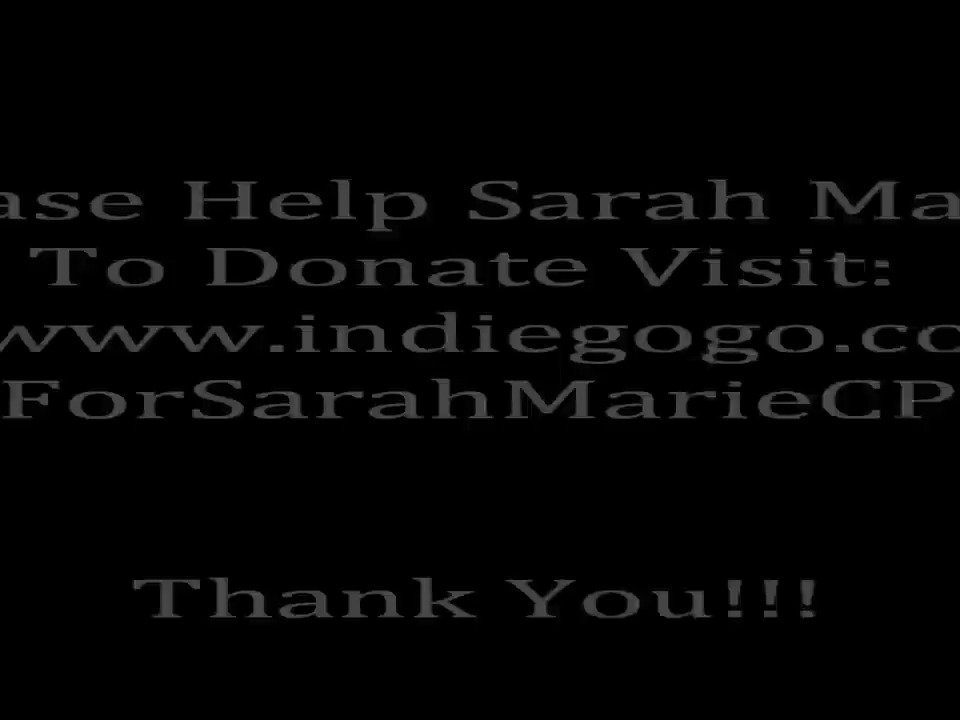 ase Help Sarah Ma
To Donate Visit:
www.indiegogo.co
ForSarahMarieCP
Thank You!!!